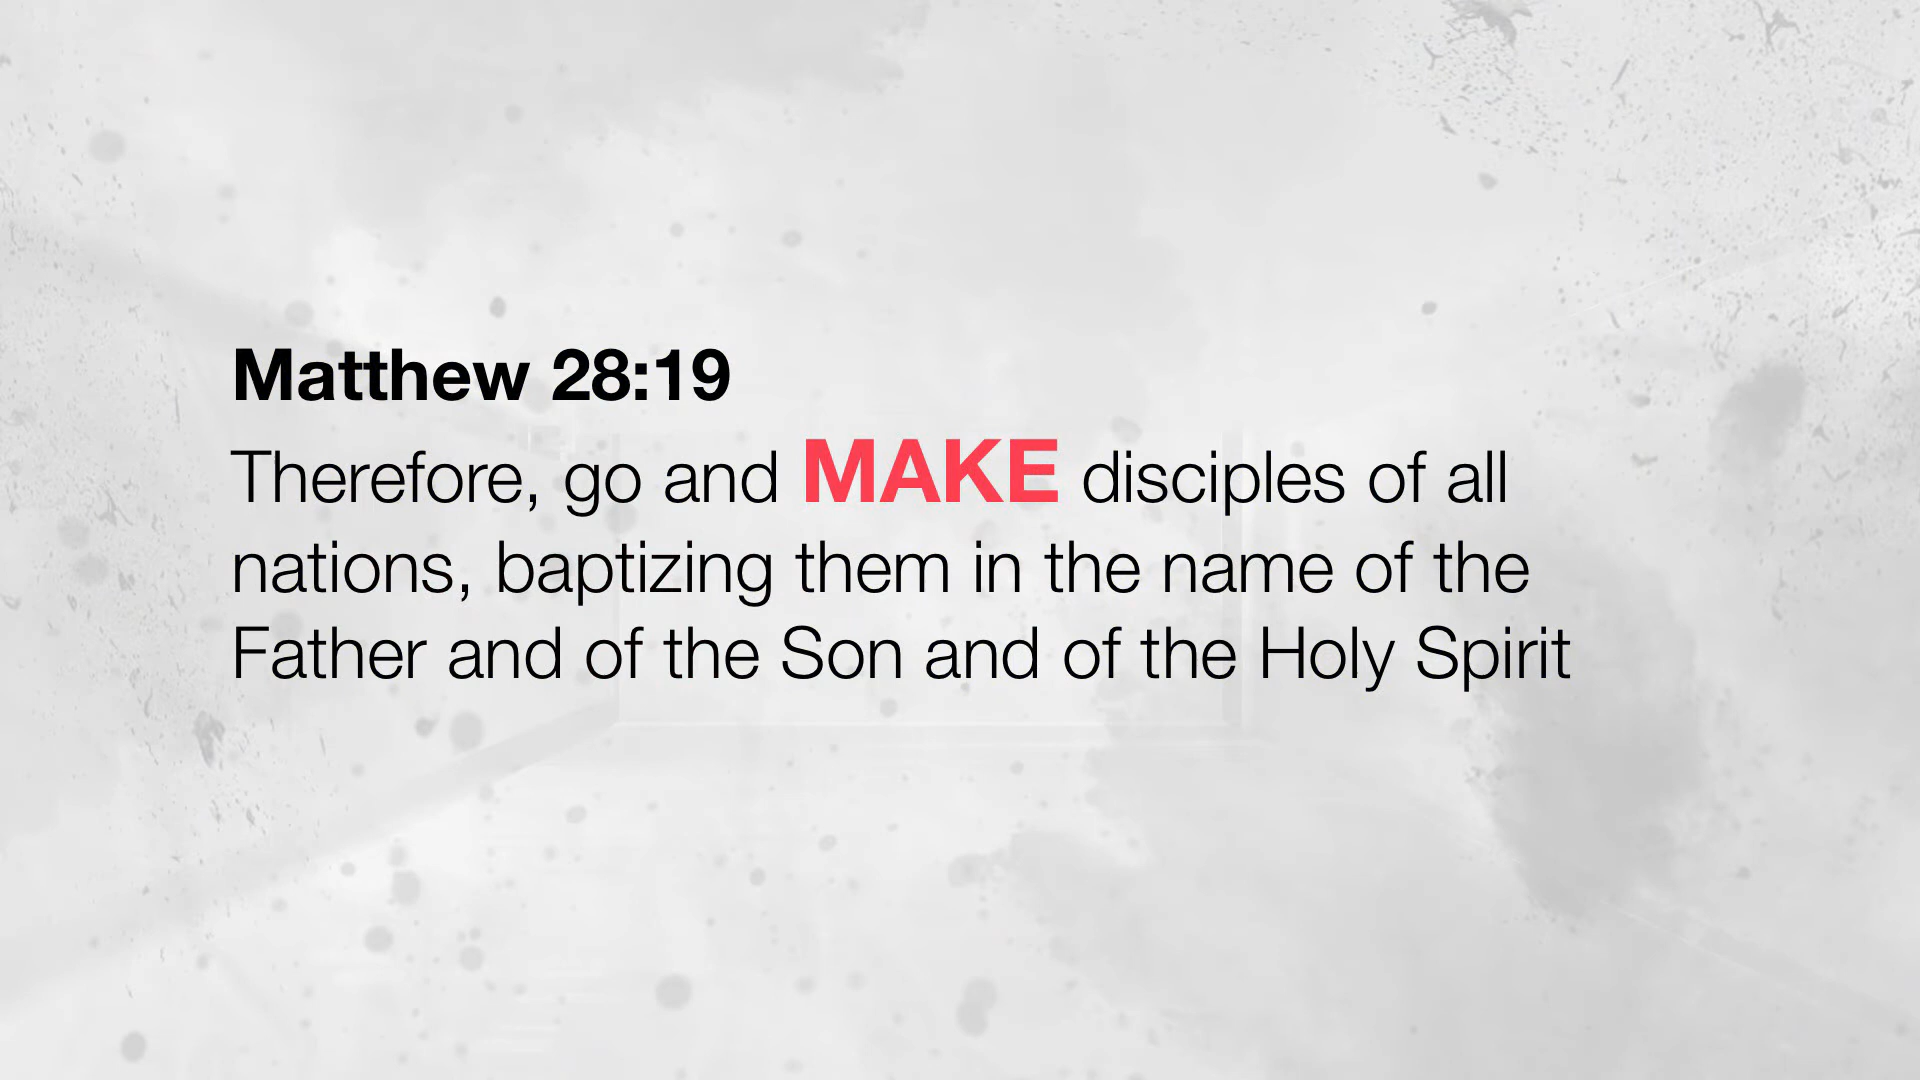 Matthew 28:19
Therefore, go and MAKE disciples of all
nations, baptizing them in the name of the
Father and of the Son and of the Holy Spirit